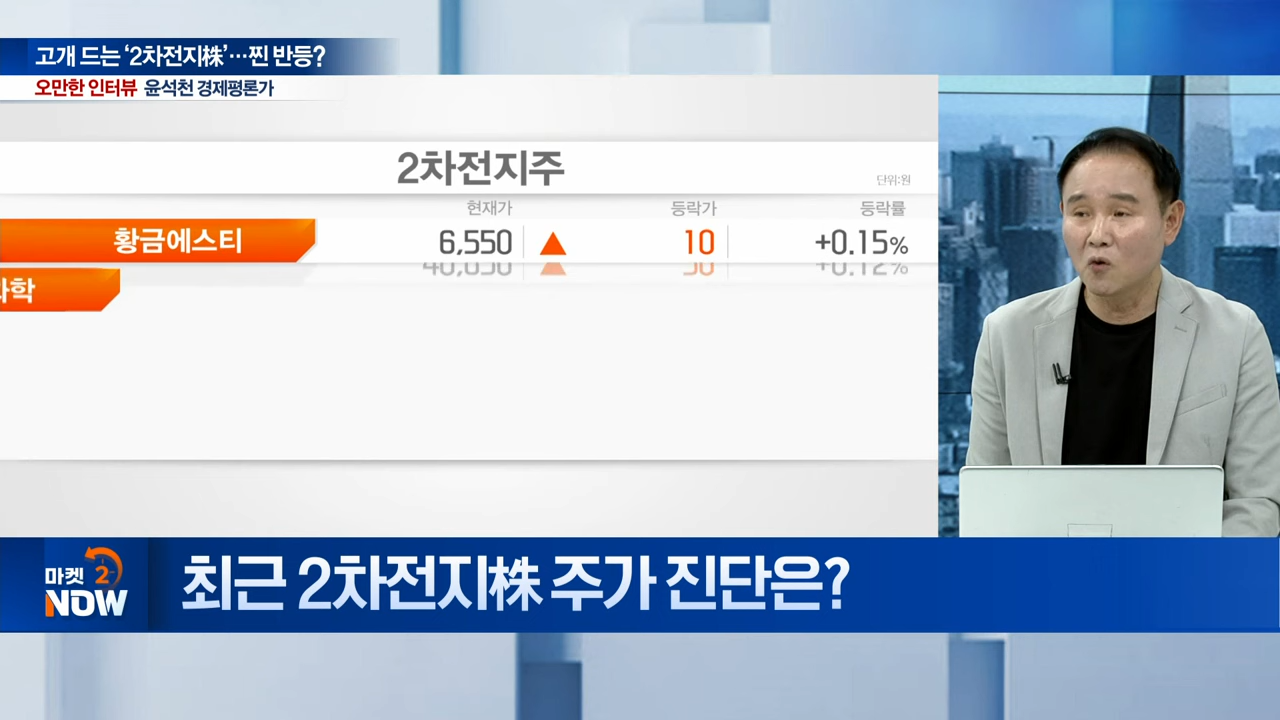 고개 드는 ‘2차전지株’…찐 반등?
오만한 인터뷰 윤석천 경제평론가
2차전지주
단위:원
현재가 등락가 등락률
황금에스티 6,550 ▲ 10 +0.15%
화학
마켓 2 NOW
최근 2차전지株 주가 진단은?